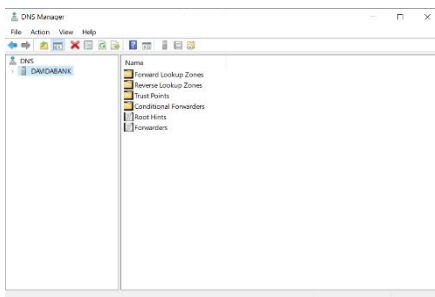 DNS Manager
File Action View Help
DNS
DAVIDABANK
Name
Forward Lookup Zones
Reverse Lookup Zones
Trust Points
Conditional Forwarders
Root Hints
Forwarders